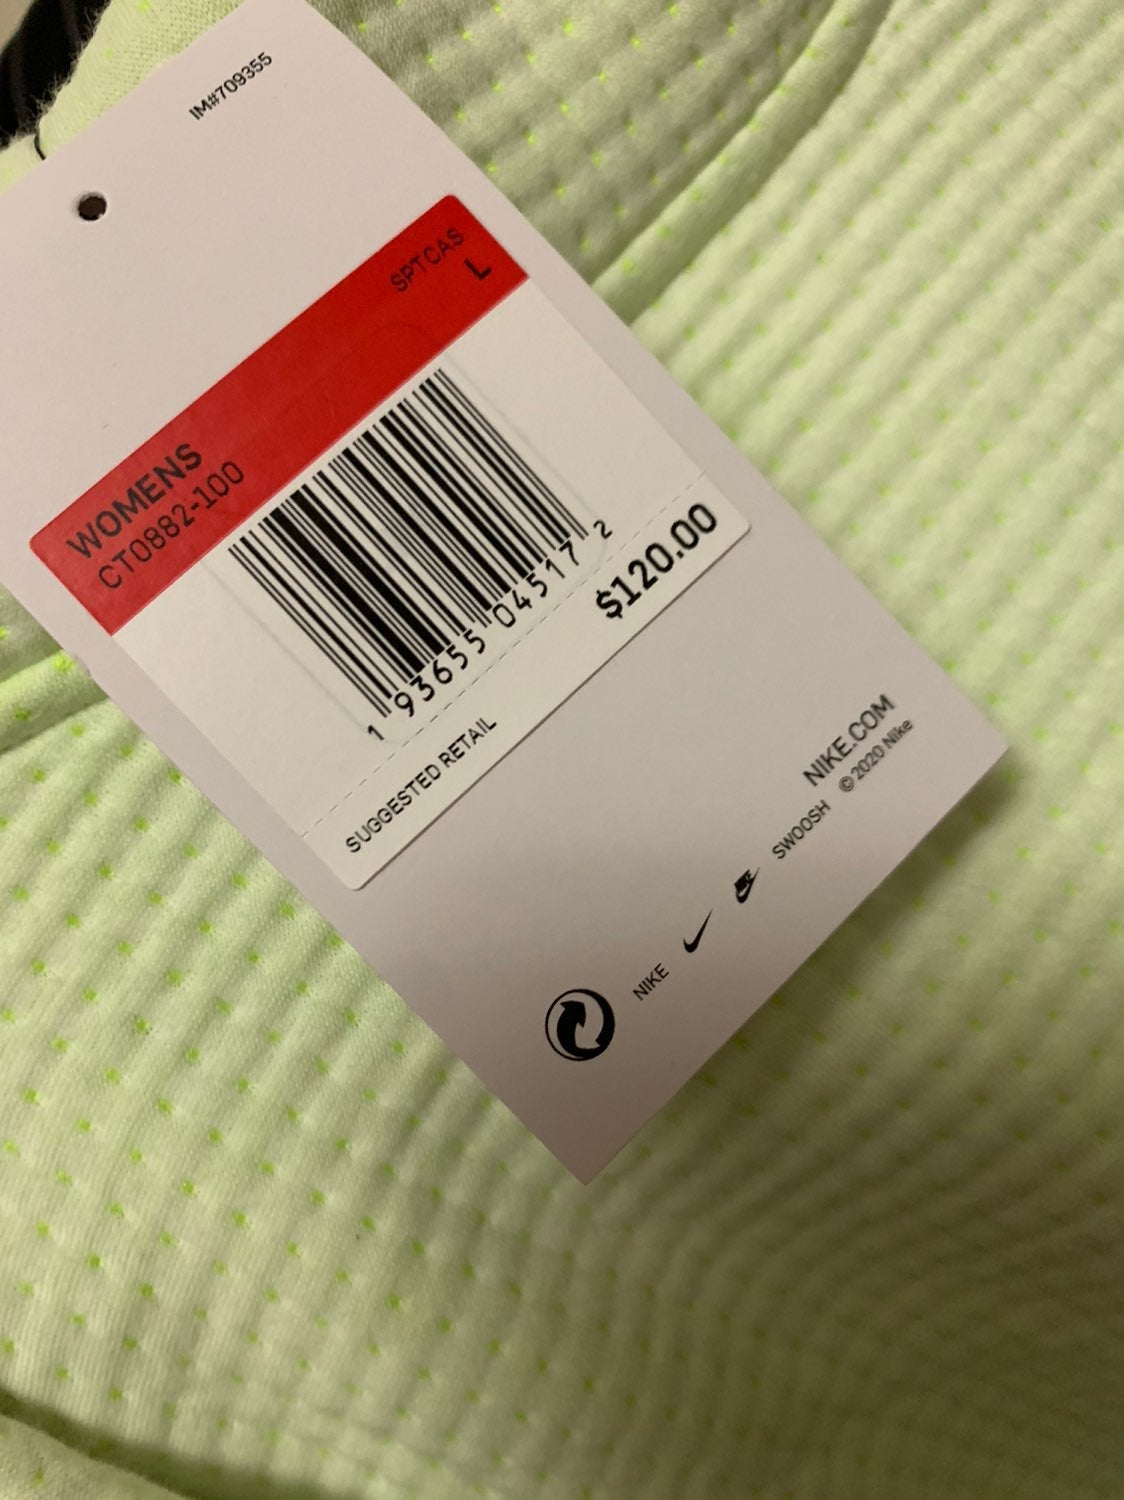 IM#709355
SPTCAS
L
WOMENS
CT0882-100
1 93655 04517 2
SUGGESTED RETAIL $120.00
NIKE.COM
NIKE SWOOSH © 2020 Nike